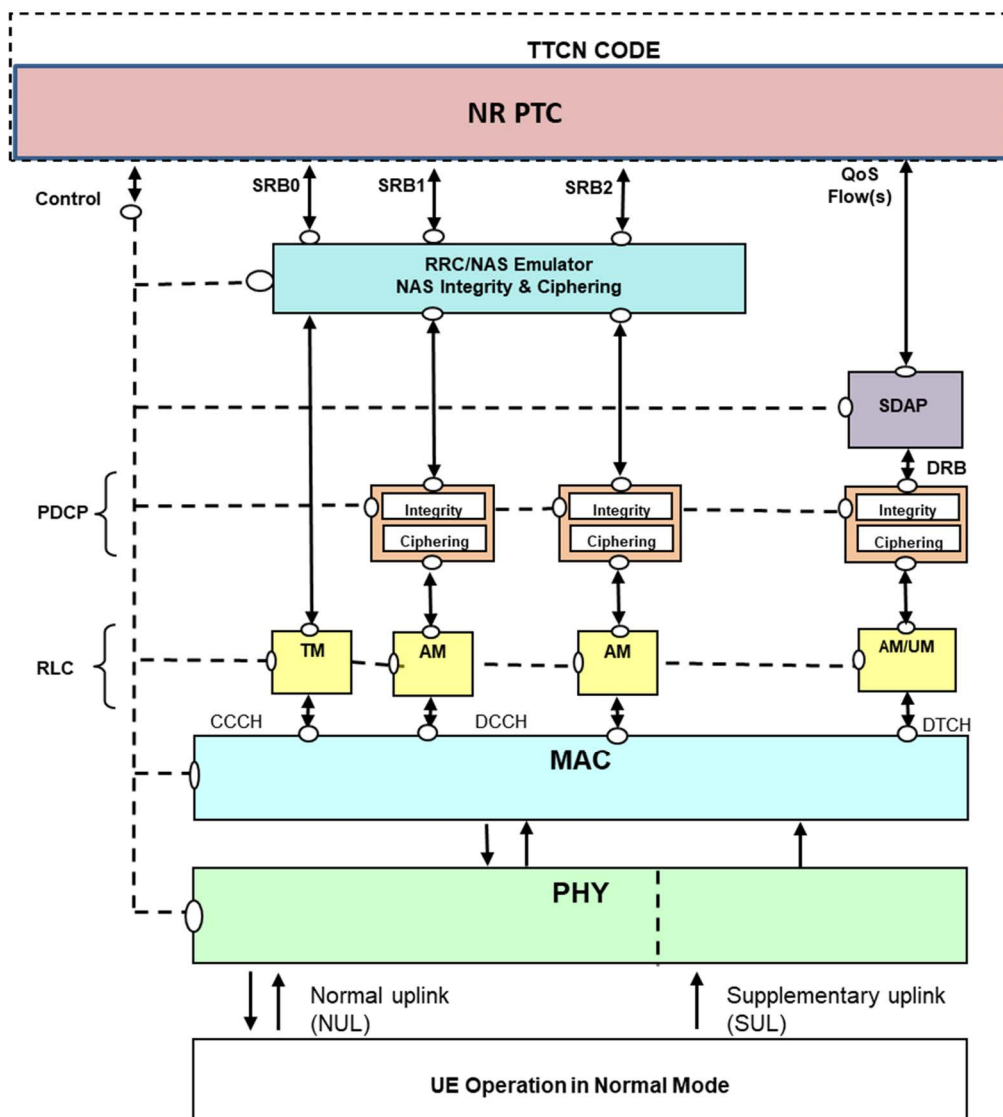 TTCN CODE
NR PTC
Control
SRB0
SRB1
SRB2
QoS
Flow(s)
RRC/NAS Emulator
NAS Integrity & Ciphering
SDAP
DRB
PDCP
Integrity
Ciphering
Integrity
Ciphering
Integrity
Ciphering
RLC
TM
AM
AM
AM/UM
CCCH
DCCH
DTCH
MAC
PHY
Normal uplink
(NUL)
Supplementary uplink
(SUL)
UE Operation in Normal Mode